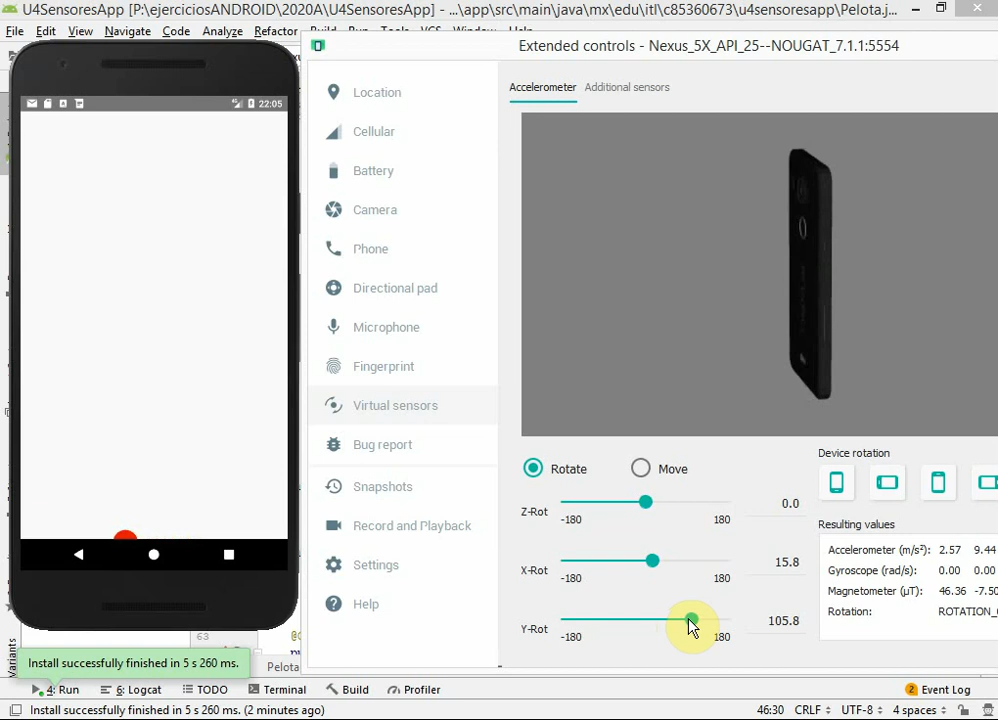 U4SensoresApp [P:\ejerciciosANDROID\2020A\U4SensoresApp] - ...\app\src\main\java\mx\edu\itl\c85360673\u4sensoresapp\Pelota.j...
File Edit View Navigate Code Analyze Refactor
Extended controls - Nexus_5X_API_25--NOUGAT_7.1.1:5554
22:05
Location
Cellular
Battery
Camera
Phone
Directional pad
Microphone
Fingerprint
Virtual sensors
Bug report
Snapshots
Record and Playback
Settings
Help
Accelerometer Additional sensors
Rotate Move
Z-Rot -180 180 0.0
X-Rot -180 180 15.8
Y-Rot -180 180 105.8
Device rotation
Resulting values
Accelerometer (m/s²): 2.57 9.44
Gyroscope (rad/s): 0.00 0.00
Magnetometer (µT): 46.36 -7.50
Rotation: ROTATION_
63
Pelota
Variants
Install successfully finished in 5 s 260 ms.
4: Run 6: Logcat TODO Terminal Build Profiler 2 Event Log
Install successfully finished in 5 s 260 ms. (2 minutes ago) 46:30 CRLF UTF-8 4 spaces